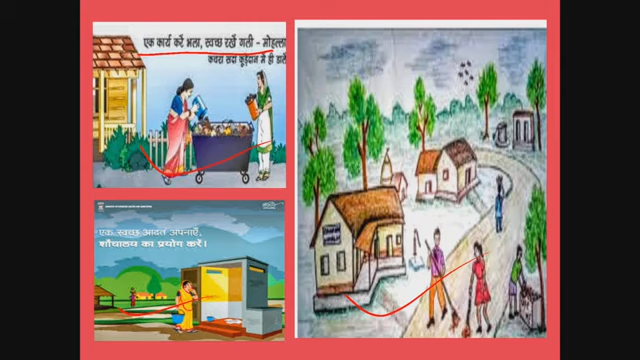 एक कार्य करें भला, स्वच्छ रखें गली - मोहल्ला
कचरा सदा कूड़ेदान में ही डालें
एक स्वच्छ आदत अपनाएँ,
शौचालय का प्रयोग करें।